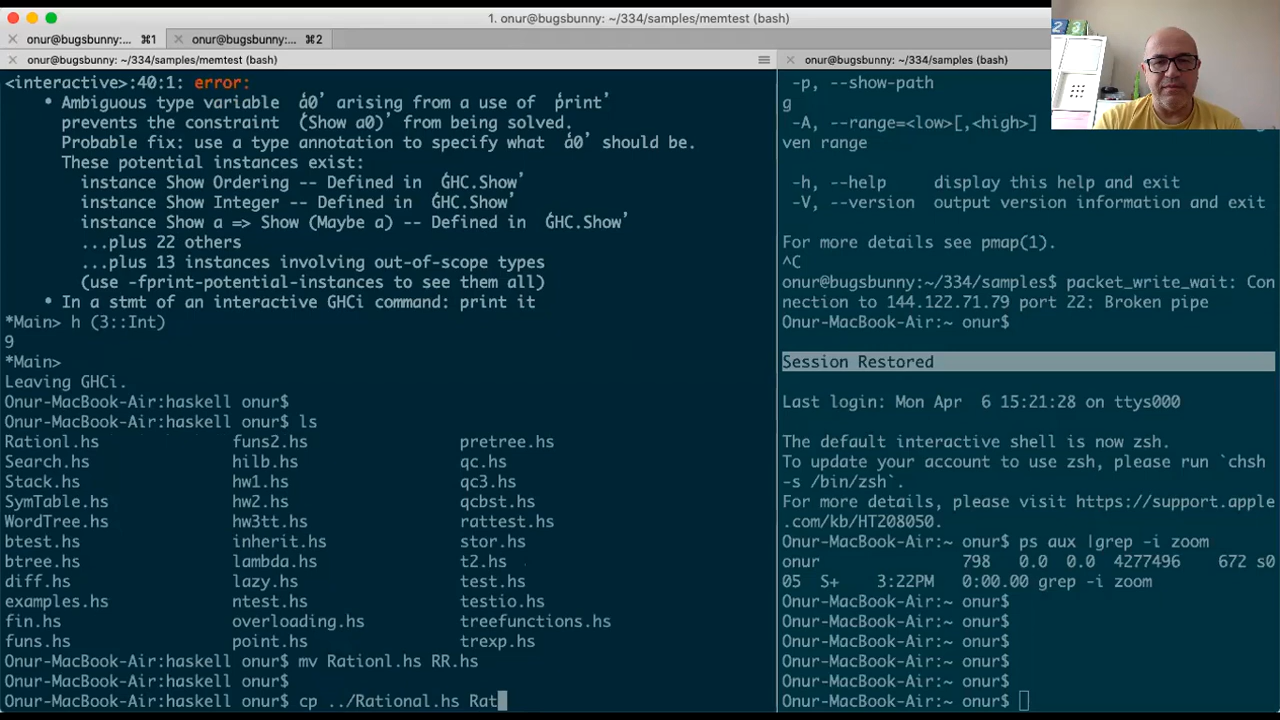 1. onur@bugsbunny: ~/334/samples/memtest (bash)
onur@bugsbunny:... ⌘1
onur@bugsbunny:... ⌘2
onur@bugsbunny: ~/334/samples/memtest (bash)
<interactive>:40:1: error:
• Ambiguous type variable ‘a0’ arising from a use of ‘print’
prevents the constraint ‘(Show a0)’ from being solved.
Probable fix: use a type annotation to specify what ‘a0’ should be.
These potential instances exist:
instance Show Ordering -- Defined in ‘GHC.Show’
instance Show Integer -- Defined in ‘GHC.Show’
instance Show a => Show (Maybe a) -- Defined in ‘GHC.Show’
...plus 22 others
...plus 13 instances involving out-of-scope types
(use -fprint-potential-instances to see them all)
• In a stmt of an interactive GHCi command: print it
*Main> h (3::Int)
9
*Main>
Leaving GHCi.
Onur-MacBook-Air:haskell onur$
Onur-MacBook-Air:haskell onur$ ls
Rationl.hs funs2.hs pretree.hs
Search.hs hilb.hs qc.hs
Stack.hs hw1.hs qc3.hs
SymTable.hs hw2.hs qcbst.hs
WordTree.hs hw3tt.hs rattest.hs
btest.hs inherit.hs stor.hs
btree.hs lambda.hs t2.hs
diff.hs lazy.hs test.hs
examples.hs ntest.hs testio.hs
fin.hs overloading.hs treefunctions.hs
funs.hs point.hs trexp.hs
Onur-MacBook-Air:haskell onur$ mv Rationl.hs RR.hs
Onur-MacBook-Air:haskell onur$
Onur-MacBook-Air:haskell onur$ cp ../Rational.hs Rat
onur@bugsbunny: ~/334/samples (bash)
-p, --show-path
g
-A, --range=<low>[,<high>]
ven range
-h, --help display this help and exit
-V, --version output version information and exit
For more details see pmap(1).
^C
onur@bugsbunny:~/334/samples$ packet_write_wait: Con
nection to 144.122.71.79 port 22: Broken pipe
Onur-MacBook-Air:~ onur$
Session Restored
Last login: Mon Apr 6 15:21:28 on ttys000
The default interactive shell is now zsh.
To update your account to use zsh, please run `chsh
-s /bin/zsh`.
For more details, please visit https://support.apple
.com/kb/HT208050.
Onur-MacBook-Air:~ onur$ ps aux |grep -i zoom
onur 798 0.0 0.0 4277496 672 s0
05 S+ 3:22PM 0:00.00 grep -i zoom
Onur-MacBook-Air:~ onur$
Onur-MacBook-Air:~ onur$
Onur-MacBook-Air:~ onur$
Onur-MacBook-Air:~ onur$
Onur-MacBook-Air:~ onur$
Onur-MacBook-Air:~ onur$